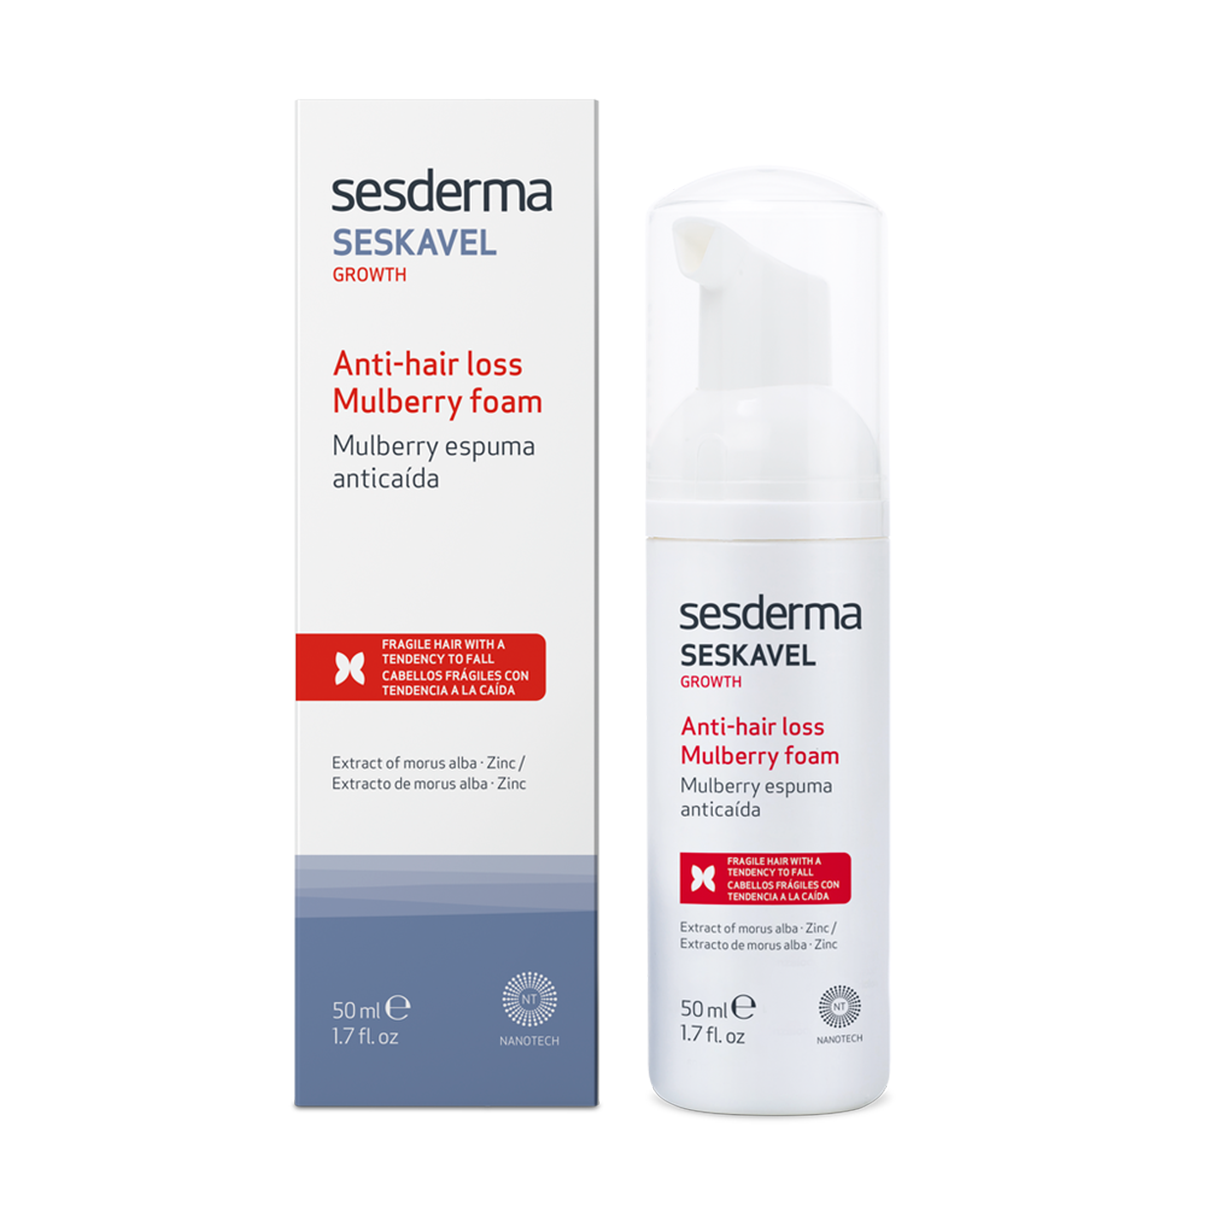 sesderma
SESKAVEL
GROWTH
Anti-hair loss
Mulberry foam
Mulberry espuma
anticaída
FRAGILE HAIR WITH A
TENDENCY TO FALL
CABELLOS FRÁGILES CON
TENDENCIA A LA CAÍDA
Extract of morus alba · Zinc /
Extracto de morus alba · Zinc
50 ml ℮
1.7 fl. oz
NT
NANOTECH
sesderma
SESKAVEL
GROWTH
Anti-hair loss
Mulberry foam
Mulberry espuma
anticaída
FRAGILE HAIR WITH A
TENDENCY TO FALL
CABELLOS FRÁGILES CON
TENDENCIA A LA CAÍDA
Extract of morus alba · Zinc /
Extracto de morus alba · Zinc
50 ml ℮
1.7 fl. oz
NT
NANOTECH